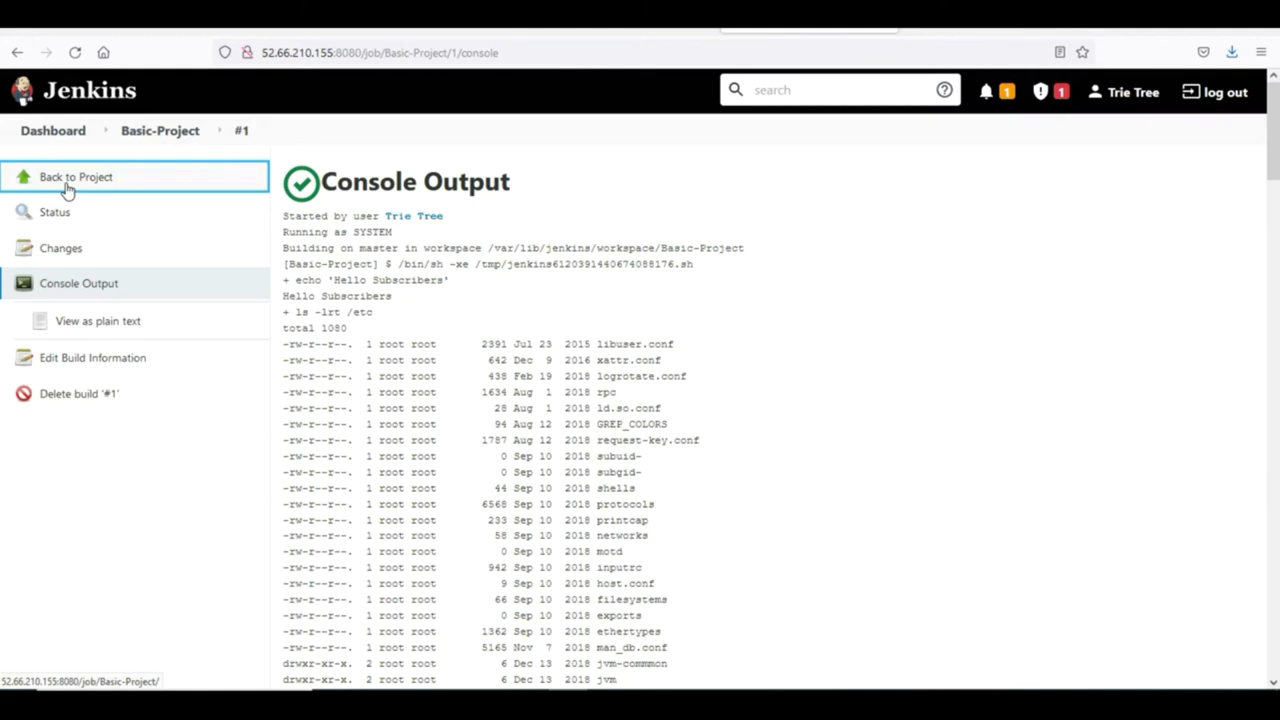 52.66.210.155:8080/job/Basic-Project/1/console
Jenkins
search
1
1
Trie Tree
log out
Dashboard
Basic-Project
#1
Back to Project
Status
Changes
Console Output
View as plain text
Edit Build Information
Delete build '#1'
Console Output
Started by user Trie Tree
Running as SYSTEM
Building on master in workspace /var/lib/jenkins/workspace/Basic-Project
[Basic-Project] $ /bin/sh -xe /tmp/jenkins6120391440674088176.sh
+ echo 'Hello Subscribers'
Hello Subscribers
+ ls -lrt /etc
total 1080
-rw-r--r--. 1 root root 2391 Jul 23 2015 libuser.conf
-rw-r--r--. 1 root root 642 Dec 9 2016 xattr.conf
-rw-r--r--. 1 root root 438 Feb 19 2018 logrotate.conf
-rw-r--r--. 1 root root 1634 Aug 1 2018 rpc
-rw-r--r--. 1 root root 28 Aug 1 2018 ld.so.conf
-rw-r--r--. 1 root root 94 Aug 12 2018 GREP_COLORS
-rw-r--r--. 1 root root 1787 Aug 12 2018 request-key.conf
-rw-r--r--. 1 root root 0 Sep 10 2018 subuid-
-rw-r--r--. 1 root root 0 Sep 10 2018 subgid-
-rw-r--r--. 1 root root 44 Sep 10 2018 shells
-rw-r--r--. 1 root root 6568 Sep 10 2018 protocols
-rw-r--r--. 1 root root 233 Sep 10 2018 printcap
-rw-r--r--. 1 root root 58 Sep 10 2018 networks
-rw-r--r--. 1 root root 0 Sep 10 2018 motd
-rw-r--r--. 1 root root 942 Sep 10 2018 inputrc
-rw-r--r--. 1 root root 9 Sep 10 2018 host.conf
-rw-r--r--. 1 root root 66 Sep 10 2018 filesystems
-rw-r--r--. 1 root root 0 Sep 10 2018 exports
-rw-r--r--. 1 root root 1362 Sep 10 2018 ethertypes
-rw-r--r--. 1 root root 5165 Nov 7 2018 man_db.conf
drwxr-xr-x. 2 root root 6 Dec 13 2018 jvm-commmon
drwxr-xr-x. 2 root root 6 Dec 13 2018 jvm
52.66.210.155:8080/job/Basic-Project/